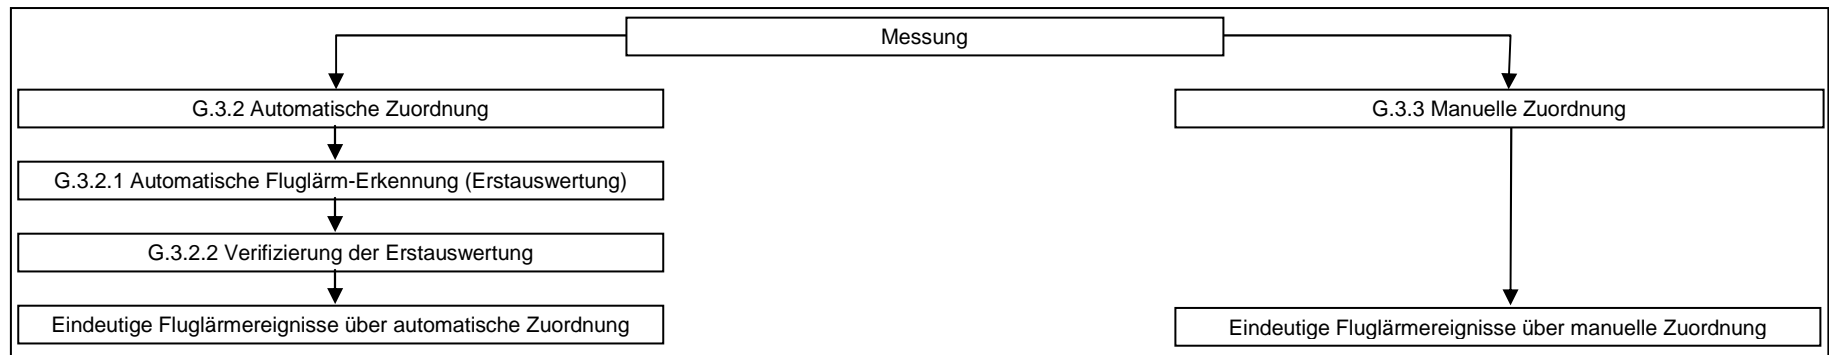 Messung
G.3.2 Automatische Zuordnung
G.3.3 Manuelle Zuordnung
G.3.2.1 Automatische Fluglärm-Erkennung (Erstauswertung)
G.3.2.2 Verifizierung der Erstauswertung
Eindeutige Fluglärmereignisse über automatische Zuordnung
Eindeutige Fluglärmereignisse über manuelle Zuordnung